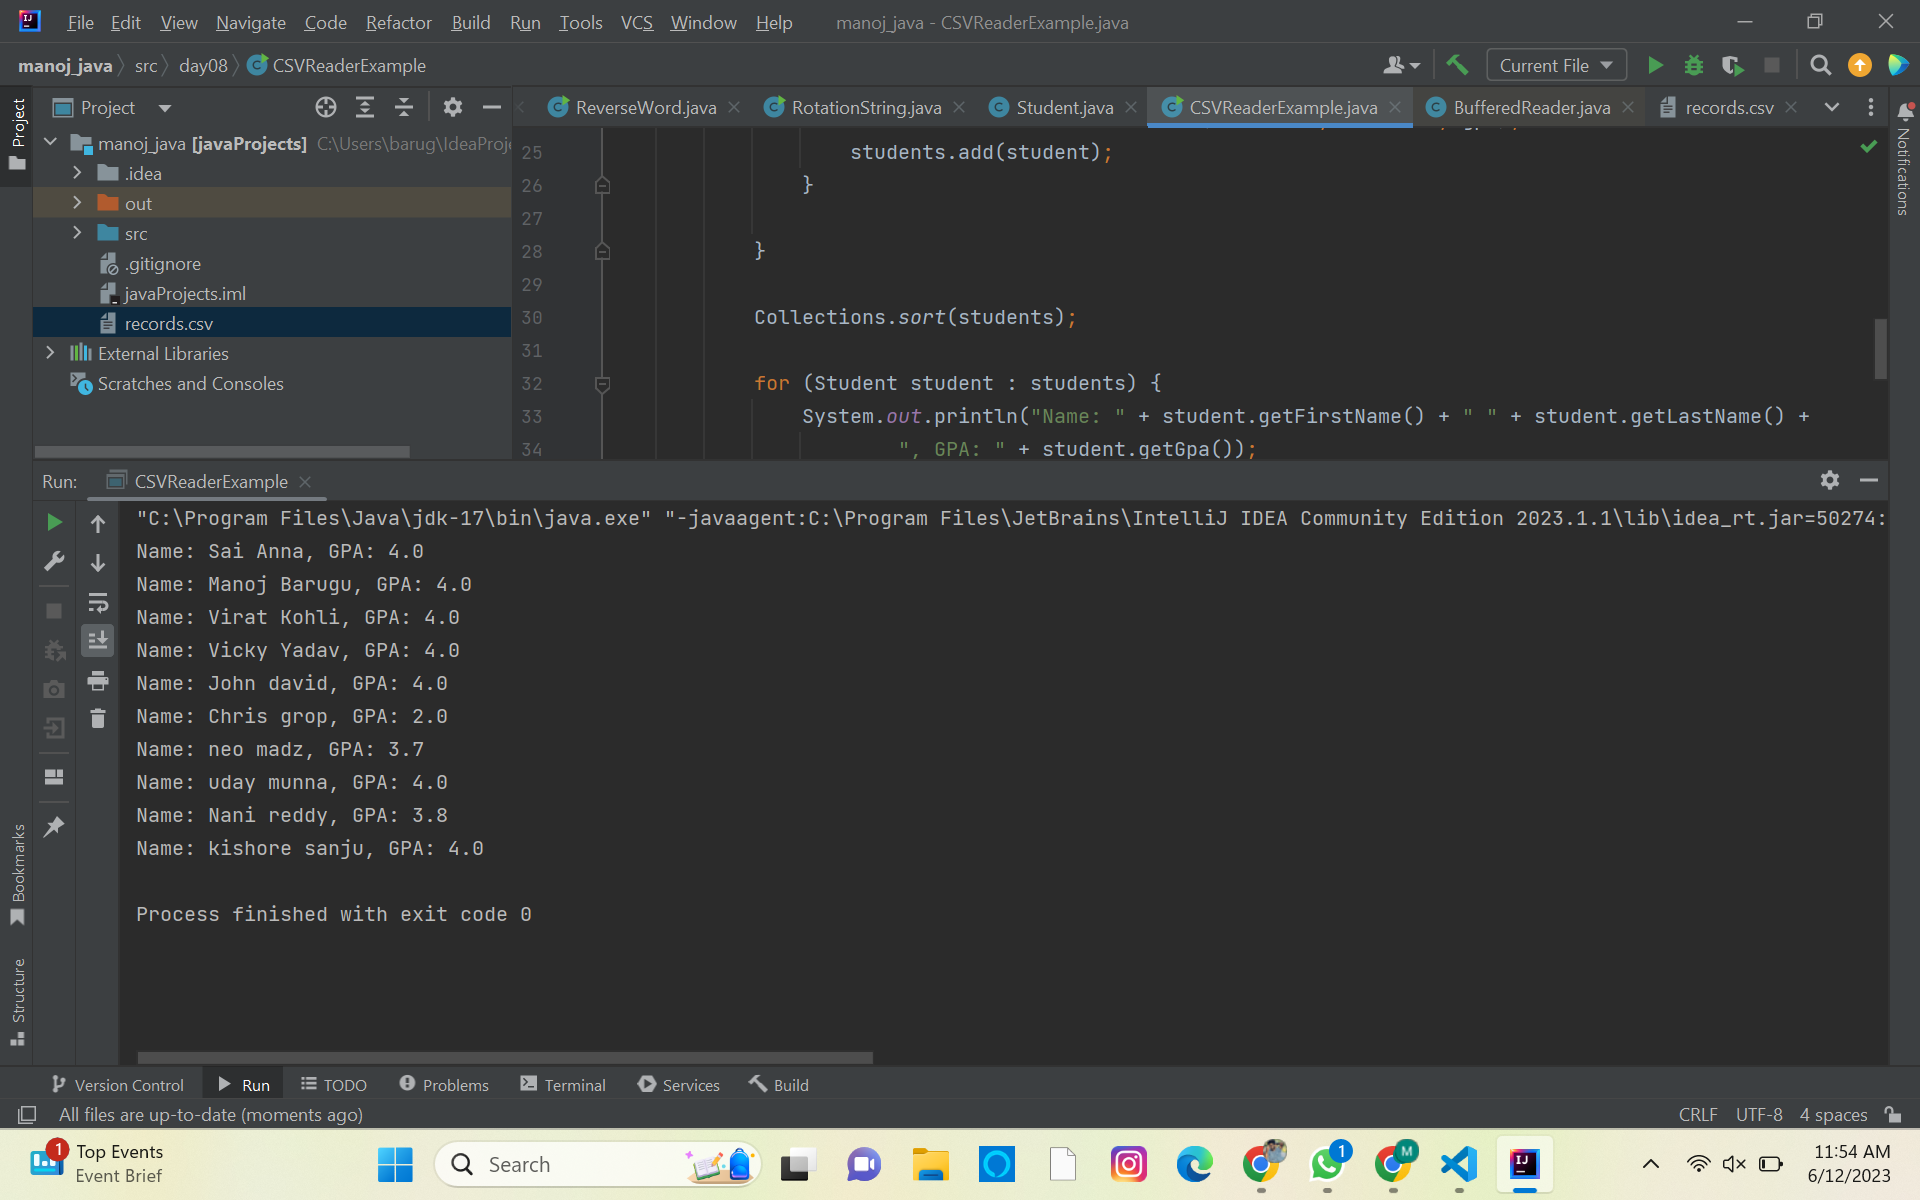 File Edit View Navigate Code Refactor Build Run Tools VCS Window Help manoj_java - CSVReaderExample.java
manoj_java src day08 CSVReaderExample Current File
Project
Project
ReverseWord.java RotationString.java Student.java CSVReaderExample.java BufferedReader.java records.csv
Notifications
manoj_java [javaProjects] C:\Users\barug\IdeaProj
.idea
out
src
.gitignore
javaProjects.iml
records.csv
External Libraries
Scratches and Consoles
25 students.add(student);
26 }
27
28 }
29
30 Collections.sort(students);
31
32 for (Student student : students) {
33 System.out.println("Name: " + student.getFirstName() + " " + student.getLastName() +
34 ", GPA: " + student.getGpa());
Run: CSVReaderExample
"C:\Program Files\Java\jdk-17\bin\java.exe" "-javaagent:C:\Program Files\JetBrains\IntelliJ IDEA Community Edition 2023.1.1\lib\idea_rt.jar=50274:
Name: Sai Anna, GPA: 4.0
Name: Manoj Barugu, GPA: 4.0
Name: Virat Kohli, GPA: 4.0
Name: Vicky Yadav, GPA: 4.0
Name: John david, GPA: 4.0
Name: Chris grop, GPA: 2.0
Name: neo madz, GPA: 3.7
Name: uday munna, GPA: 4.0
Name: Nani reddy, GPA: 3.8
Name: kishore sanju, GPA: 4.0
Process finished with exit code 0
Bookmarks
Structure
Version Control Run TODO Problems Terminal Services Build
All files are up-to-date (moments ago) CRLF UTF-8 4 spaces
1 Top Events
Event Brief
Search
1
M
IJ
11:54 AM
6/12/2023